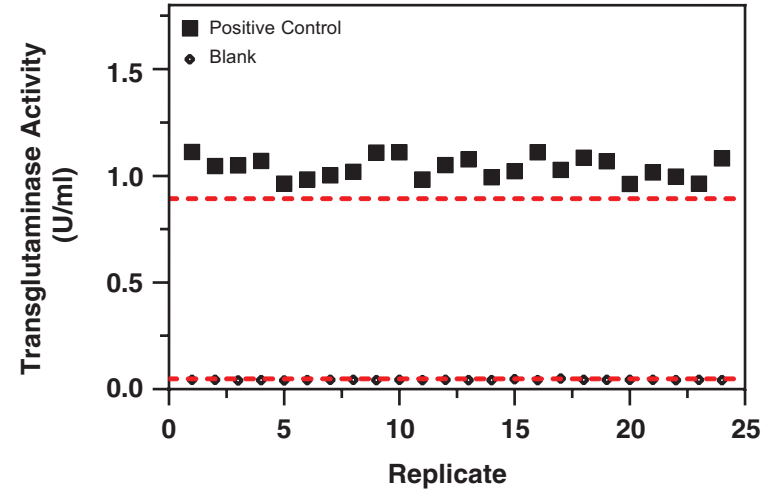 Positive Control
Blank
Transglutaminase Activity
(U/ml)
1.5
1.0
0.5
0.0
0 5 10 15 20 25
Replicate